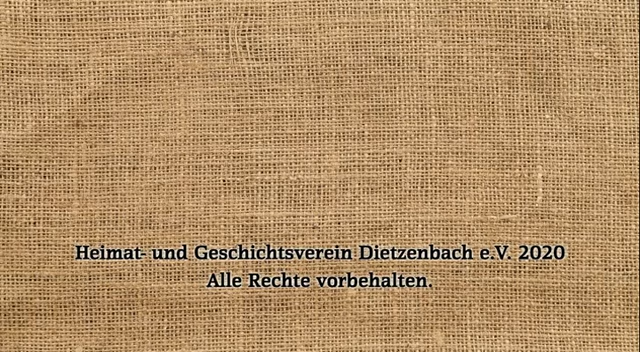 Heimat- und Geschichtsverein Dietzenbach e.V. 2020
Alle Rechte vorbehalten.